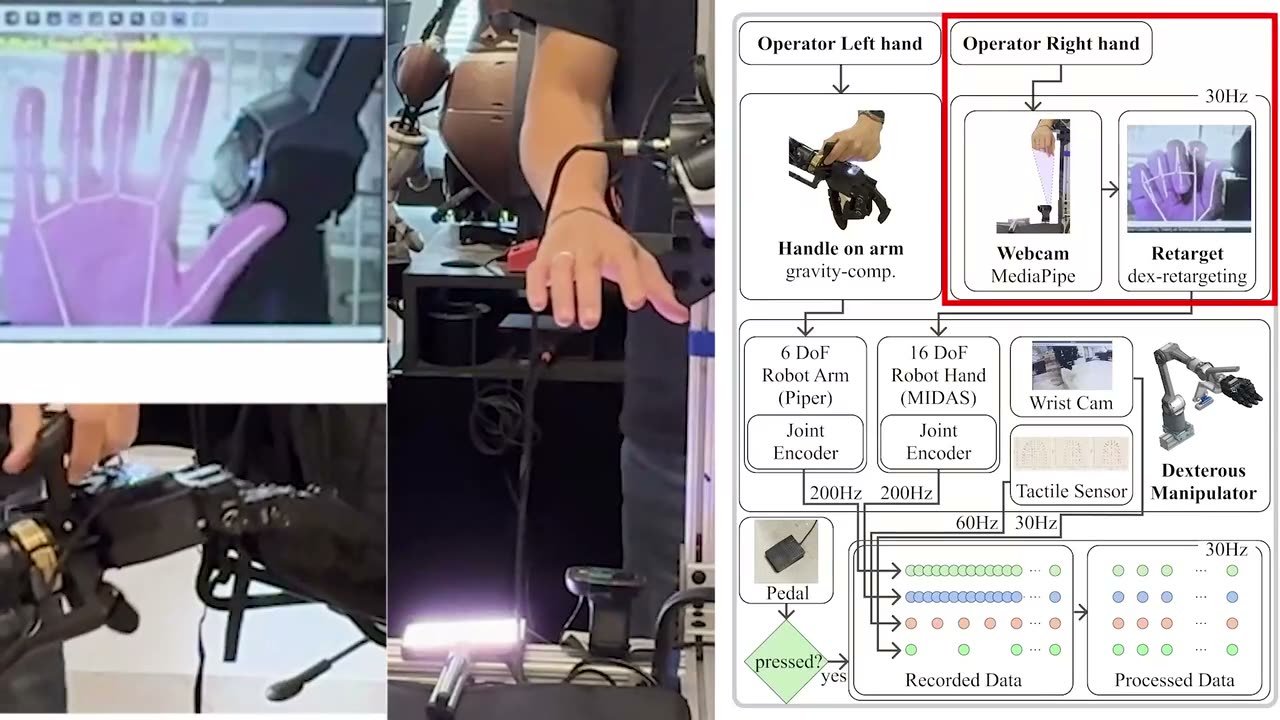 Operator Left hand
Operator Right hand
30Hz
Handle on arm
gravity-comp.
Webcam
MediaPipe
Retarget
dex-retargeting
6 DoF
Robot Arm
(Piper)
Joint
Encoder
16 DoF
Robot Hand
(MIDAS)
Joint
Encoder
Wrist Cam
Tactile Sensor
Dexterous
Manipulator
200Hz
200Hz
60Hz
30Hz
Pedal
pressed?
yes
30Hz
Recorded Data
Processed Data